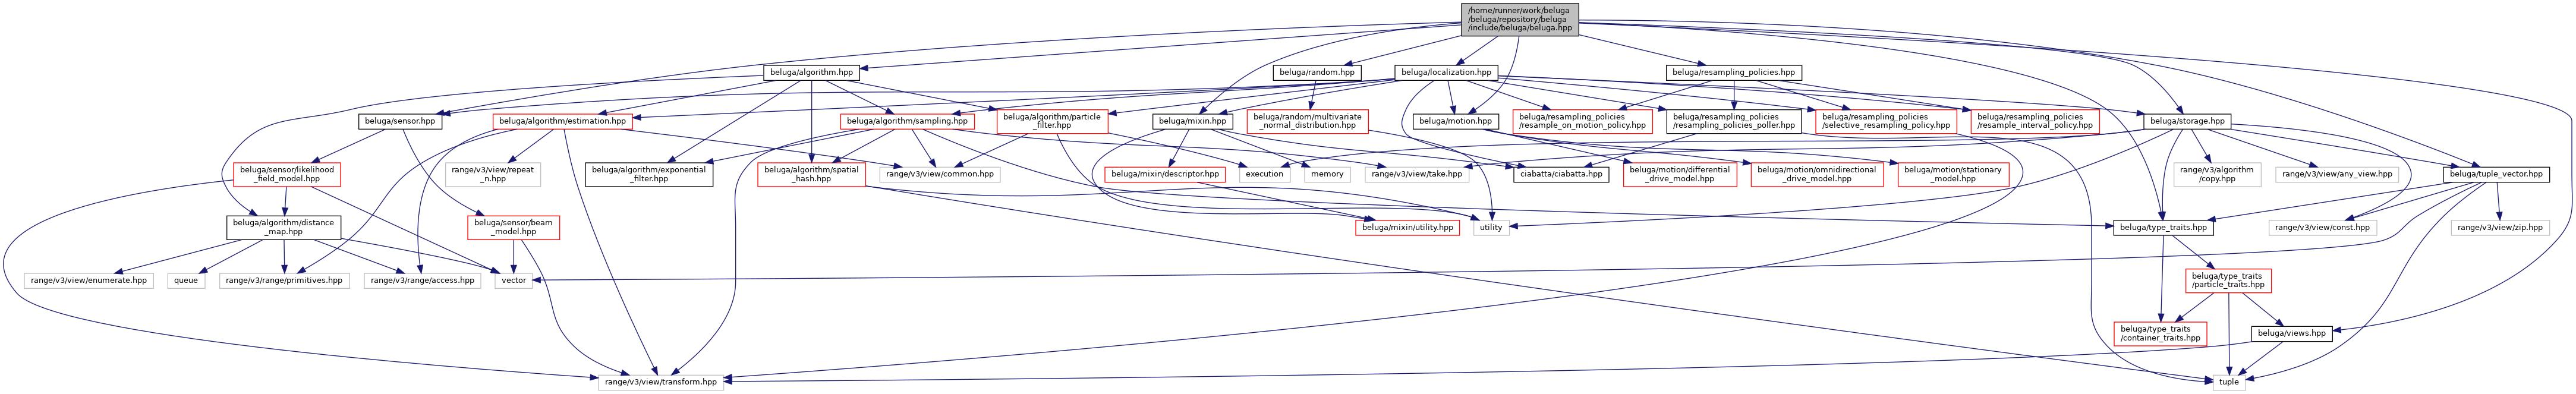 /home/runner/work/beluga
/beluga/repository/beluga
/include/beluga/beluga.hpp
beluga/algorithm.hpp
beluga/random.hpp
beluga/localization.hpp
beluga/resampling_policies.hpp
beluga/sensor.hpp
beluga/algorithm/estimation.hpp
beluga/algorithm/sampling.hpp
beluga/algorithm/particle
_filter.hpp
beluga/mixin.hpp
beluga/random/multivariate
_normal_distribution.hpp
beluga/motion.hpp
beluga/resampling_policies
/resample_on_motion_policy.hpp
beluga/resampling_policies
/resampling_policies_poller.hpp
beluga/resampling_policies
/selective_resampling_policy.hpp
beluga/resampling_policies
/resample_interval_policy.hpp
beluga/storage.hpp
beluga/sensor/likelihood
_field_model.hpp
range/v3/view/repeat
_n.hpp
beluga/algorithm/exponential
_filter.hpp
beluga/algorithm/spatial
_hash.hpp
range/v3/view/common.hpp
beluga/mixin/descriptor.hpp
execution
memory
range/v3/view/take.hpp
ciabatta/ciabatta.hpp
beluga/motion/differential
_drive_model.hpp
beluga/motion/omnidirectional
_drive_model.hpp
beluga/motion/stationary
_model.hpp
range/v3/algorithm
/copy.hpp
range/v3/view/any_view.hpp
beluga/tuple_vector.hpp
beluga/algorithm/distance
_map.hpp
beluga/sensor/beam
_model.hpp
beluga/mixin/utility.hpp
utility
beluga/type_traits.hpp
range/v3/view/const.hpp
range/v3/view/zip.hpp
range/v3/view/enumerate.hpp
queue
range/v3/range/primitives.hpp
range/v3/range/access.hpp
vector
beluga/type_traits
/particle_traits.hpp
beluga/type_traits
/container_traits.hpp
beluga/views.hpp
range/v3/view/transform.hpp
tuple